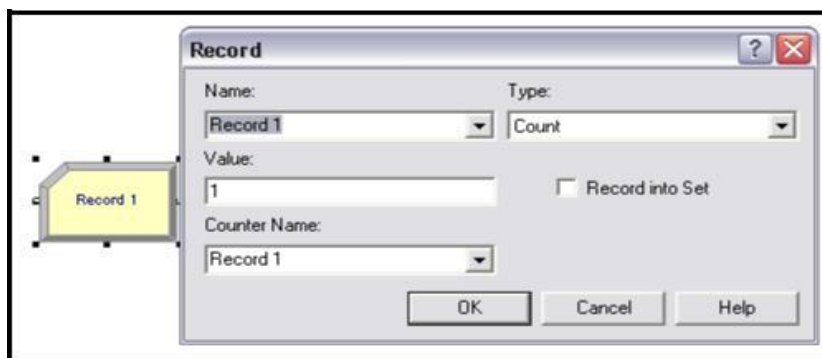 Record
?
Name:
Type:
Record 1
Count
Value:
1
Record into Set
Record 1
Counter Name:
Record 1
OK
Cancel
Help